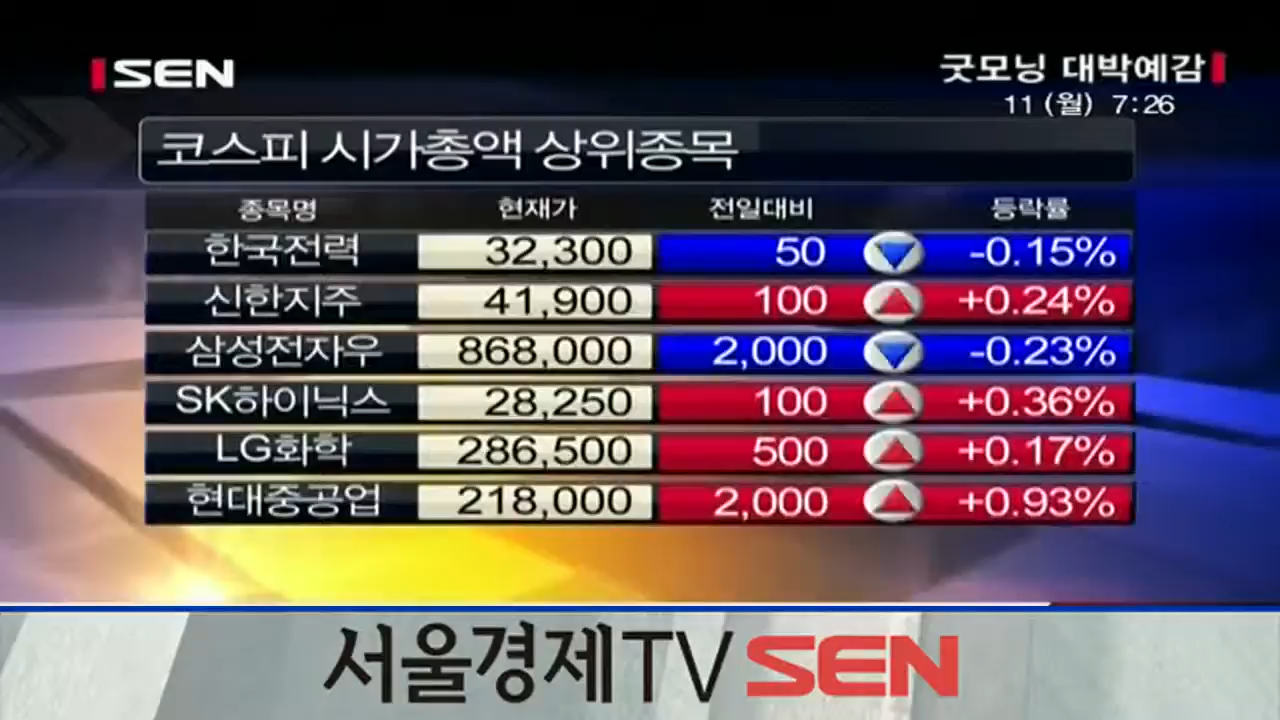 SEN
굿모닝 대박예감
11 (월) 7:26
코스피 시가총액 상위종목
종목명 현재가 전일대비 등락률
한국전력 32,300 50 ▼ -0.15%
신한지주 41,900 100 ▲ +0.24%
삼성전자우 868,000 2,000 ▼ -0.23%
SK하이닉스 28,250 100 ▲ +0.36%
LG화학 286,500 500 ▲ +0.17%
현대중공업 218,000 2,000 ▲ +0.93%
서울경제TV SEN